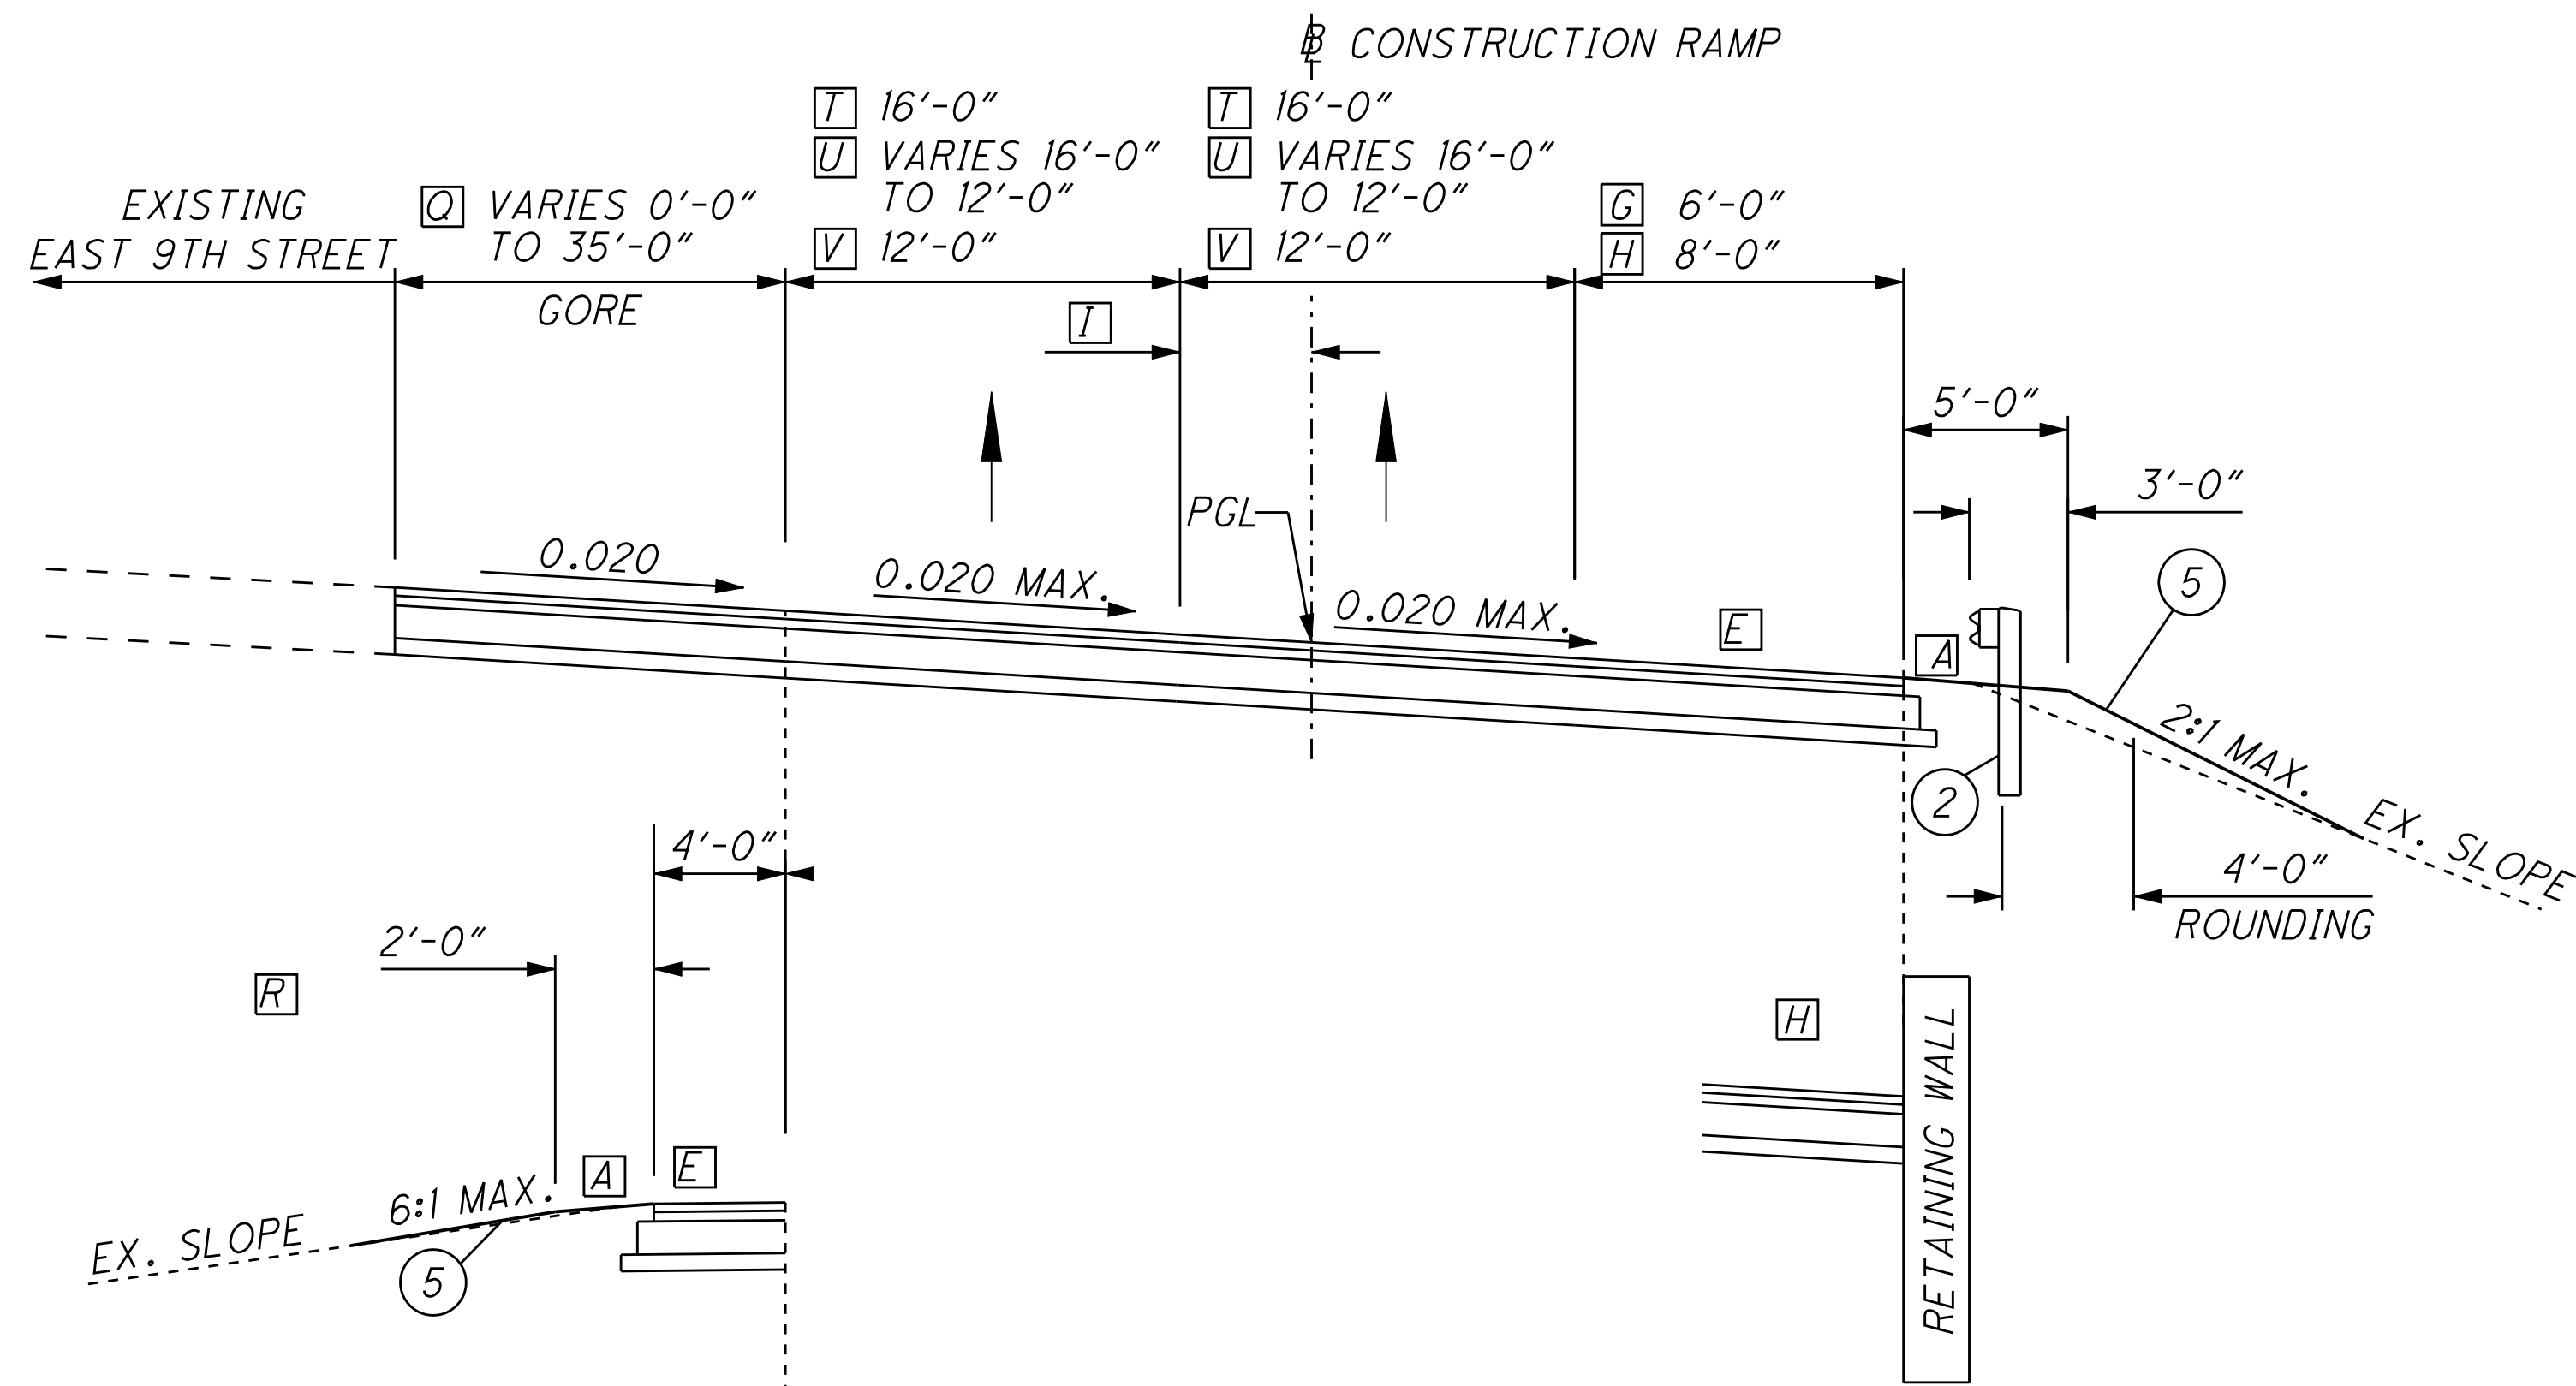 ℄ CONSTRUCTION RAMP
T 16'-0"
U VARIES 16'-0"
TO 12'-0"
V 12'-0"
T 16'-0"
U VARIES 16'-0"
TO 12'-0"
V 12'-0"
EXISTING
EAST 9TH STREET
Q VARIES 0'-0"
TO 35'-0"
GORE
G 6'-0"
H 8'-0"
I
5'-0"
3'-0"
PGL
0.020
0.020 MAX.
0.020 MAX.
E
A
5
2
2:1 MAX.
EX. SLOPE
4'-0"
ROUNDING
4'-0"
2'-0"
R
H
RETAINING WALL
A
E
6:1 MAX.
EX. SLOPE
5